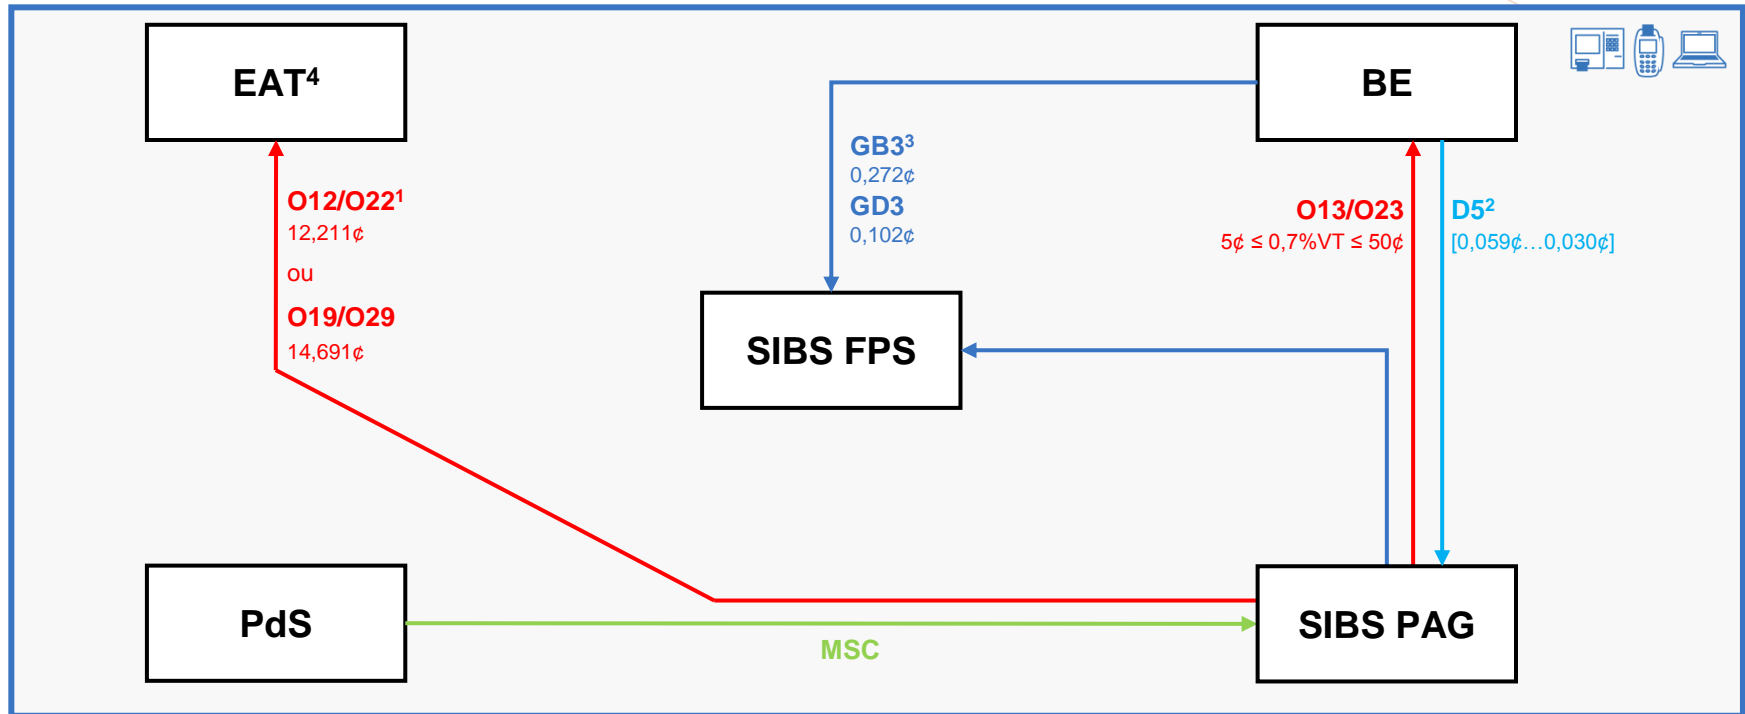 EAT⁴
BE
GB3³
0,272¢
GD3
0,102¢
O12/O22¹
12,211¢
ou
O19/O29
14,691¢
O13/O23
5¢ ≤ 0,7%VT ≤ 50¢
D5²
[0,059¢…0,030¢]
SIBS FPS
PdS
MSC
SIBS PAG